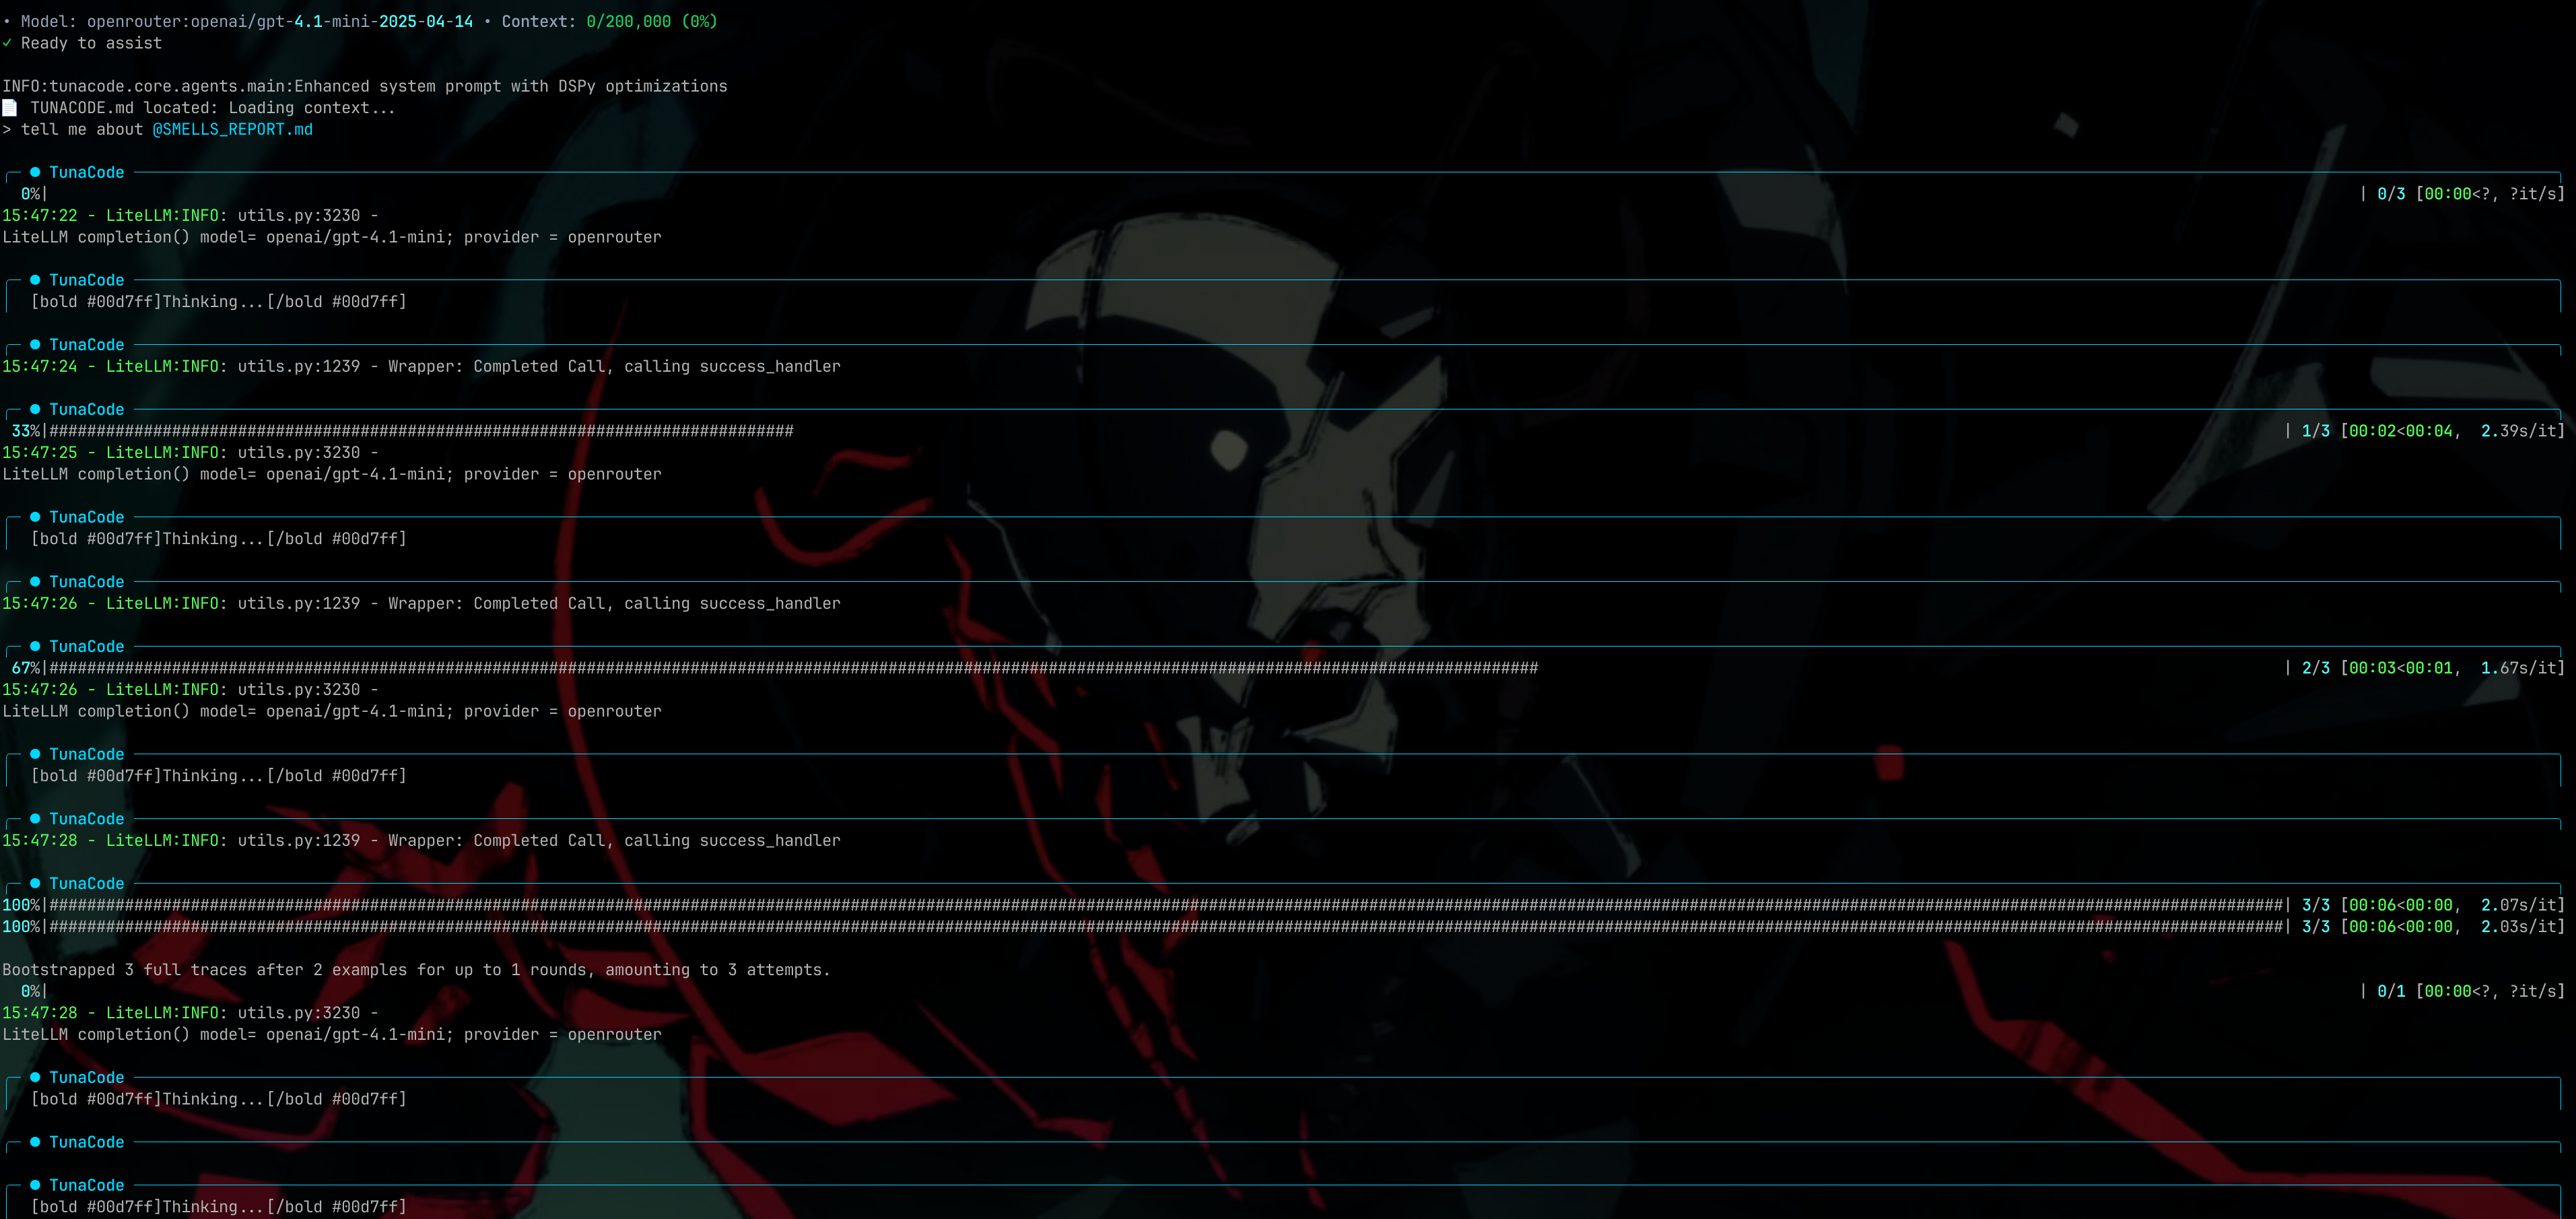 • Model: openrouter:openai/gpt-4.1-mini-2025-04-14 • Context: 0/200,000 (0%)
✓ Ready to assist
INFO:tunacode.core.agents.main:Enhanced system prompt with DSPy optimizations
📄 TUNACODE.md located: Loading context...
> tell me about @SMELLS_REPORT.md
● TunaCode
0%| | 0/3 [00:00<?, ?it/s]
15:47:22 - LiteLLM:INFO: utils.py:3230 -
LiteLLM completion() model= openai/gpt-4.1-mini; provider = openrouter
● TunaCode
[bold #00d7ff]Thinking...[/bold #00d7ff]
● TunaCode
15:47:24 - LiteLLM:INFO: utils.py:1239 - Wrapper: Completed Call, calling success_handler
● TunaCode
33%|############################################################################### | 1/3 [00:02<00:04, 2.39s/it]
15:47:25 - LiteLLM:INFO: utils.py:3230 -
LiteLLM completion() model= openai/gpt-4.1-mini; provider = openrouter
● TunaCode
[bold #00d7ff]Thinking...[/bold #00d7ff]
● TunaCode
15:47:26 - LiteLLM:INFO: utils.py:1239 - Wrapper: Completed Call, calling success_handler
● TunaCode
67%|############################################################################################################################################################## | 2/3 [00:03<00:01, 1.67s/it]
15:47:26 - LiteLLM:INFO: utils.py:3230 -
LiteLLM completion() model= openai/gpt-4.1-mini; provider = openrouter
● TunaCode
[bold #00d7ff]Thinking...[/bold #00d7ff]
● TunaCode
15:47:28 - LiteLLM:INFO: utils.py:1239 - Wrapper: Completed Call, calling success_handler
● TunaCode
100%|#############################################################################################################################################################################################################################################| 3/3 [00:06<00:00, 2.07s/it]
100%|#############################################################################################################################################################################################################################################| 3/3 [00:06<00:00, 2.03s/it]
Bootstrapped 3 full traces after 2 examples for up to 1 rounds, amounting to 3 attempts.
0%| | 0/1 [00:00<?, ?it/s]
15:47:28 - LiteLLM:INFO: utils.py:3230 -
LiteLLM completion() model= openai/gpt-4.1-mini; provider = openrouter
● TunaCode
[bold #00d7ff]Thinking...[/bold #00d7ff]
● TunaCode
● TunaCode
[bold #00d7ff]Thinking...[/bold #00d7ff]